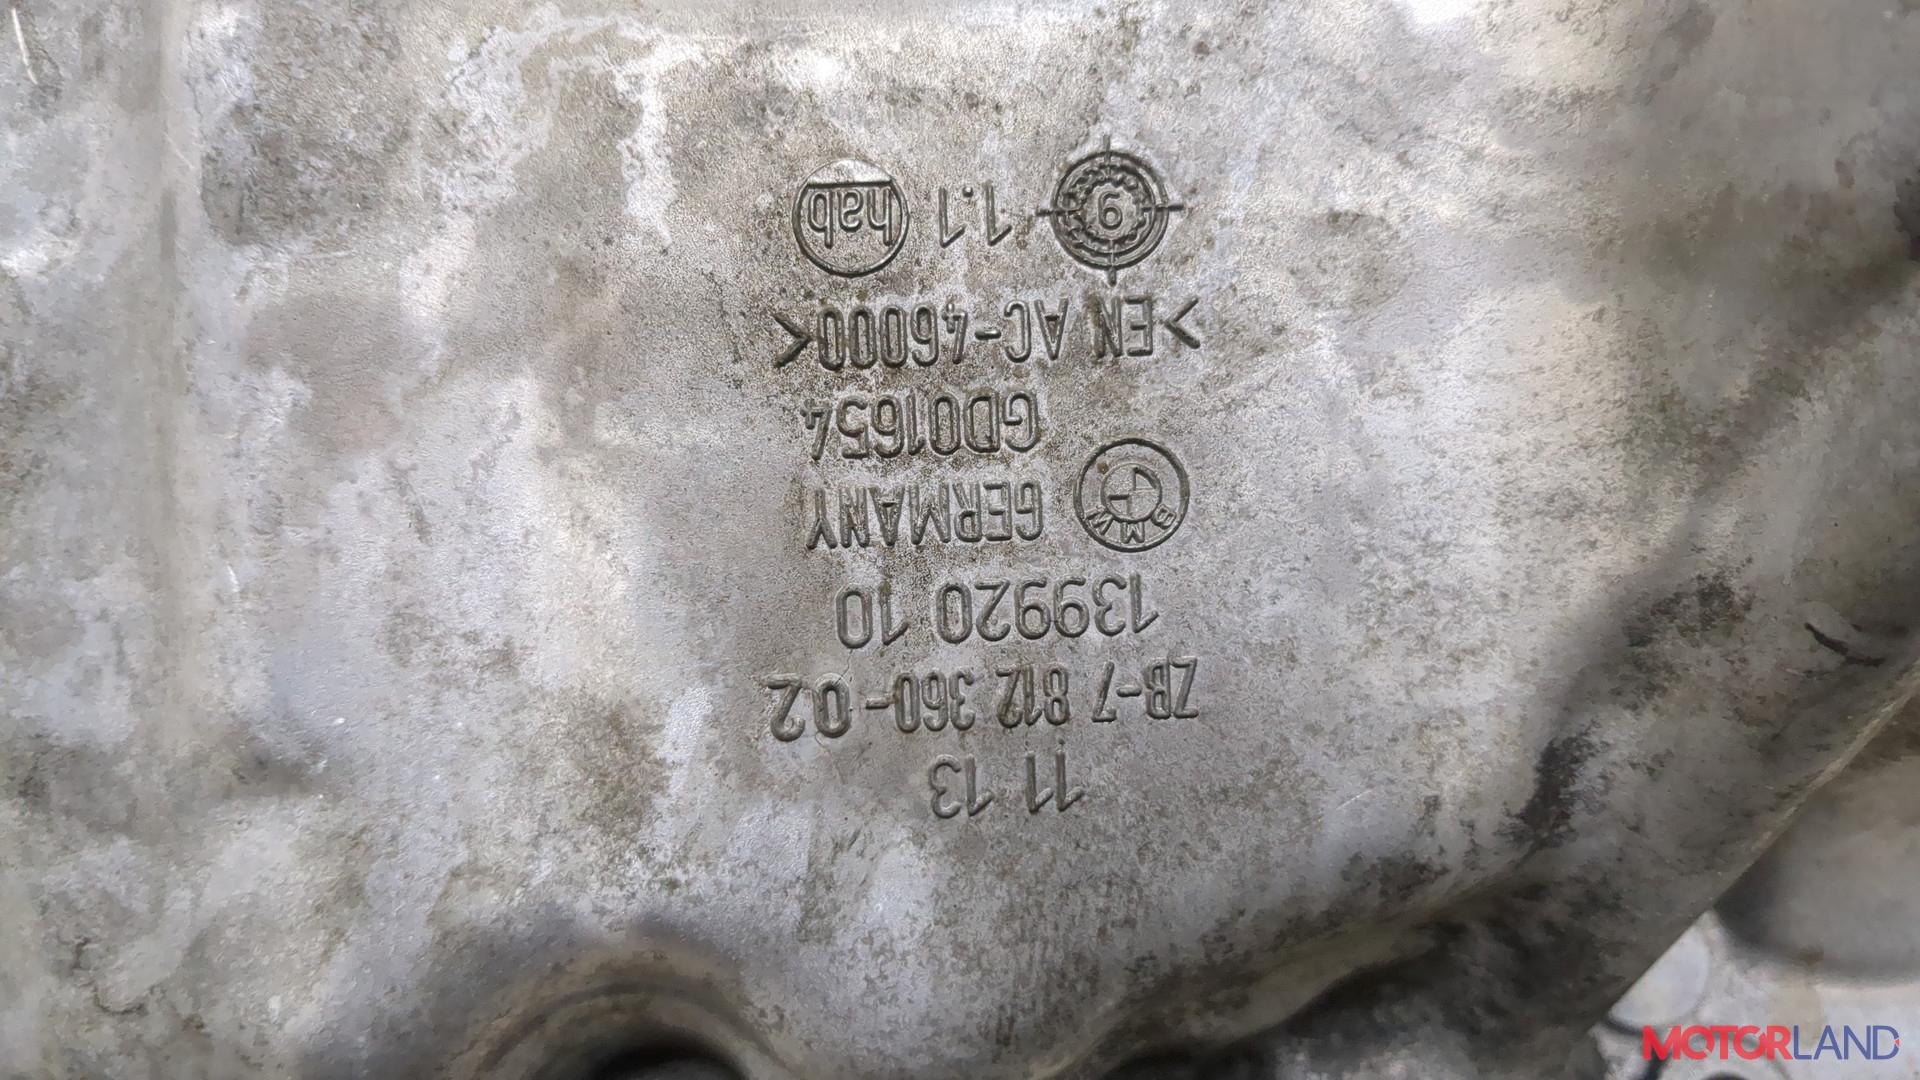 11 13
ZB-7 812 360-02
139920 10
BMW GERMANY
GD01654
>EN AC-46000<
1.1 hab
MOTORLAND